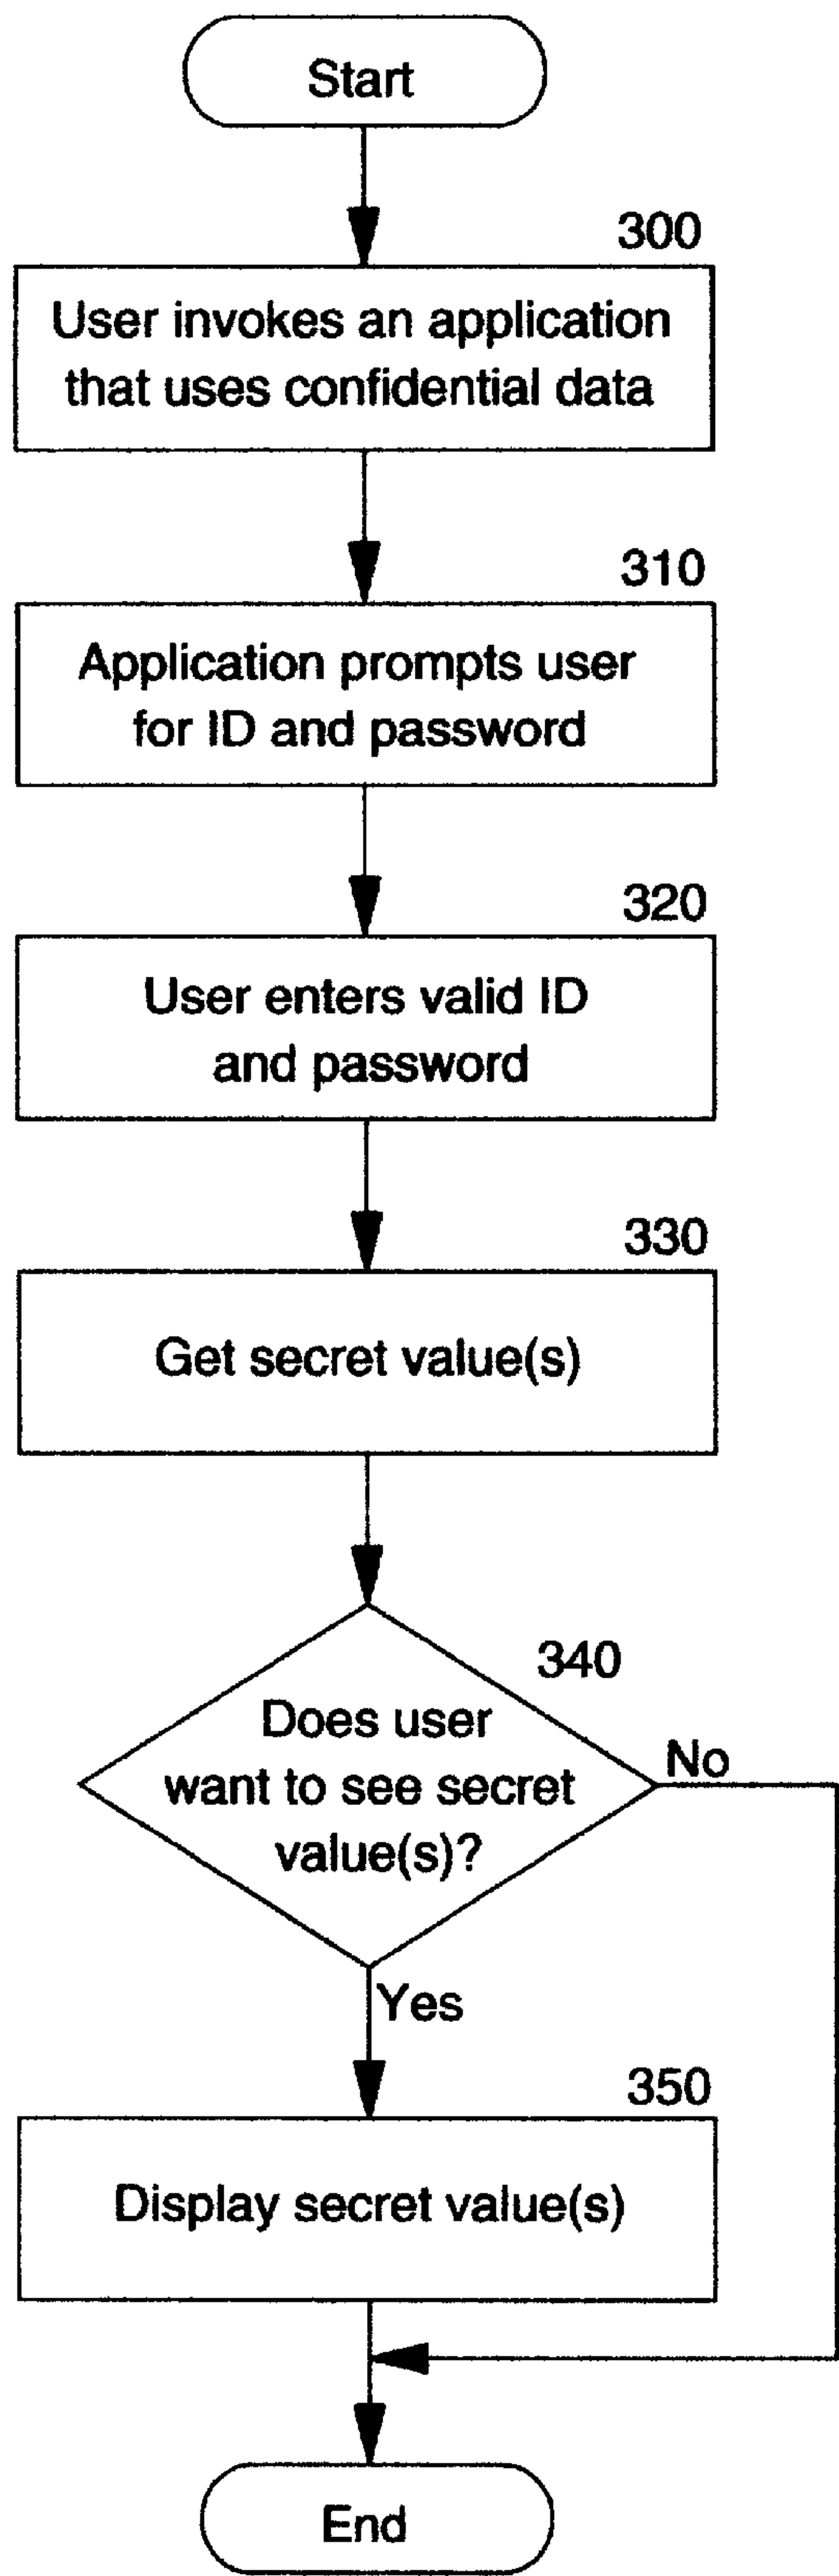 Start
300
User invokes an application
that uses confidential data
310
Application prompts user
for ID and password
320
User enters valid ID
and password
330
Get secret value(s)
340
Does user
want to see secret
value(s)?
No
Yes
350
Display secret value(s)
End